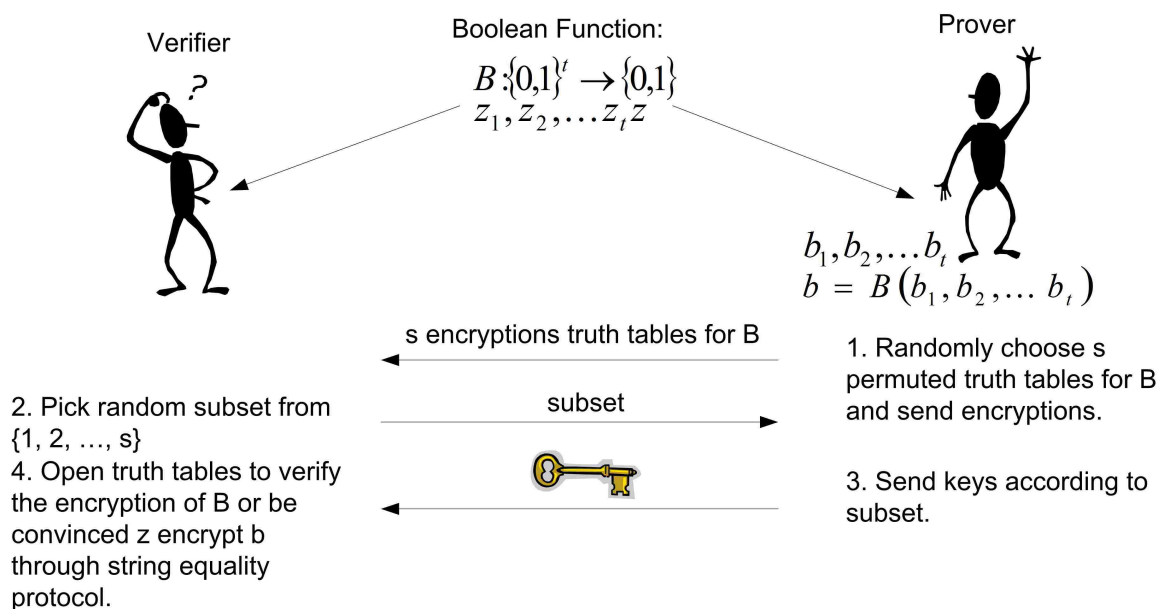 Verifier
Boolean Function:
Prover
?
B:{0,1}^t → {0,1}
z_1, z_2, ... z_t z
b_1, b_2, ... b_t
b = B(b_1, b_2, ... b_t)
s encryptions truth tables for B
1. Randomly choose s
permuted truth tables for B
and send encryptions.
2. Pick random subset from
{1, 2, …, s}
subset
4. Open truth tables to verify
the encryption of B or be
convinced z encrypt b
through string equality
protocol.
3. Send keys according to
subset.